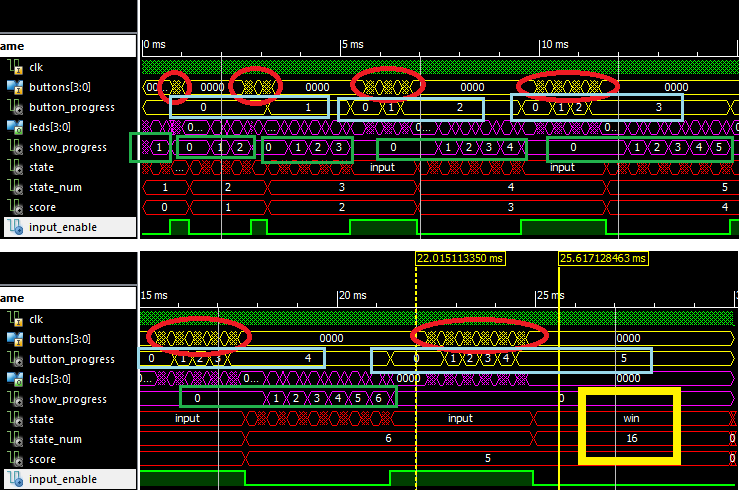 0 ms 5 ms 10 ms
ame
clk
buttons[3:0] 00... 0000 0000 0000 0000
button_progress 0 1 0 1 2 0 1 2 3
leds[3:0] 0... 0... 0... 0... 0...
show_progress 1 0 1 2 0 1 2 3 0 1 2 3 4 0 1 2 3 4 5
state ... input input
state_num 1 2 3 4 5
score 0 1 2 3 4
input_enable
22.015113350 ms 25.617128463 ms
15 ms 20 ms 25 ms
ame
clk
buttons[3:0] 0000 0000
button_progress 0 1 2 3 4 0 1 2 3 4 5
leds[3:0] 0... 0... 0000 0000
show_progress 0 1 2 3 4 5 6 0
state input input win
state_num 6 16 0
score 5 0
input_enable